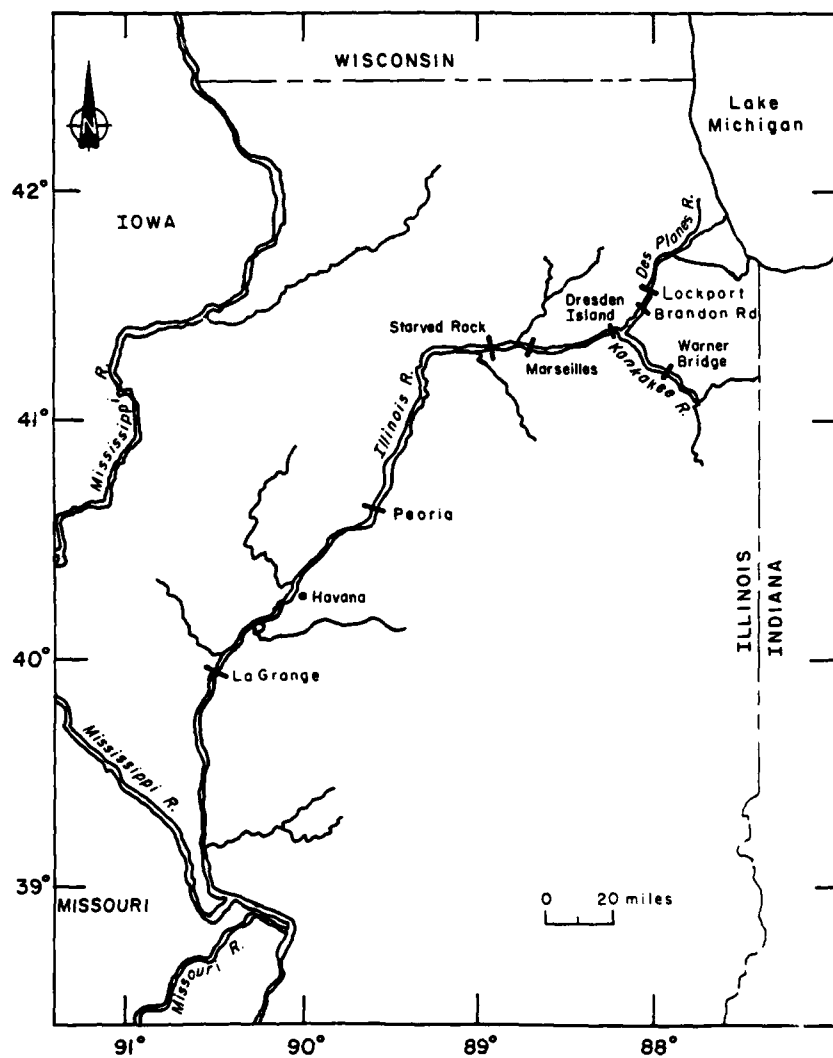 WISCONSIN
Lake
Michigan
N
42°
IOWA
Des Planes R.
Lockport
Brandon Rd
Dresden
Island
Starved Rock
Marseilles
Warner
Bridge
Kankakee R.
41°
Mississippi R.
Illinois R.
Peoria
Havana
ILLINOIS
INDIANA
40°
La Grange
Mississippi R.
39°
MISSOURI
0 20 miles
Missouri R.
91° 90° 89° 88°